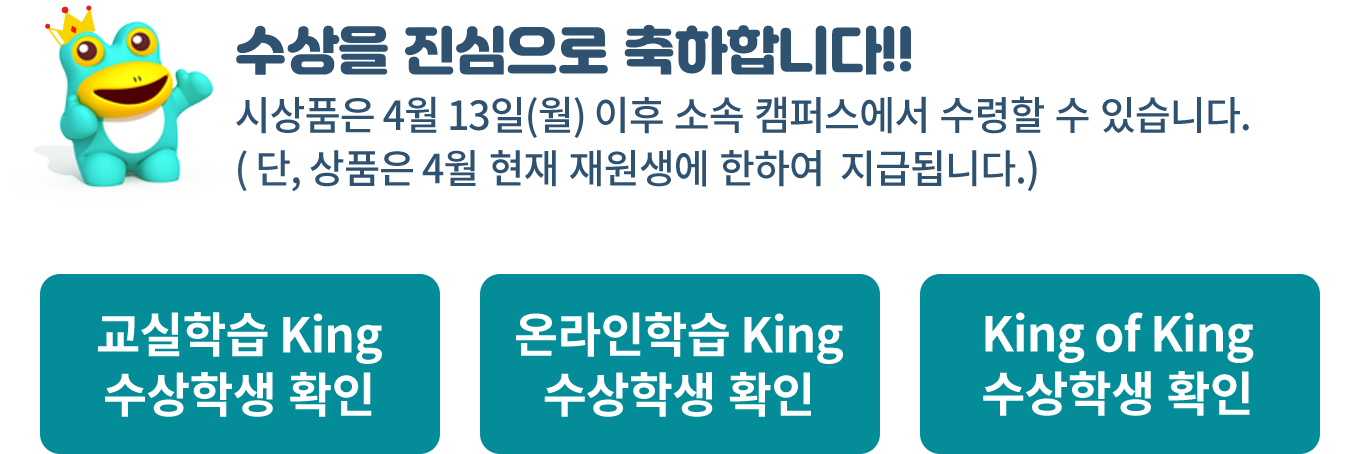 수상을 진심으로 축하합니다!!
시상품은 4월 13일(월) 이후 소속 캠퍼스에서 수령할 수 있습니다.
( 단, 상품은 4월 현재 재원생에 한하여 지급됩니다.)
교실학습 King
수상학생 확인
온라인학습 King
수상학생 확인
King of King
수상학생 확인